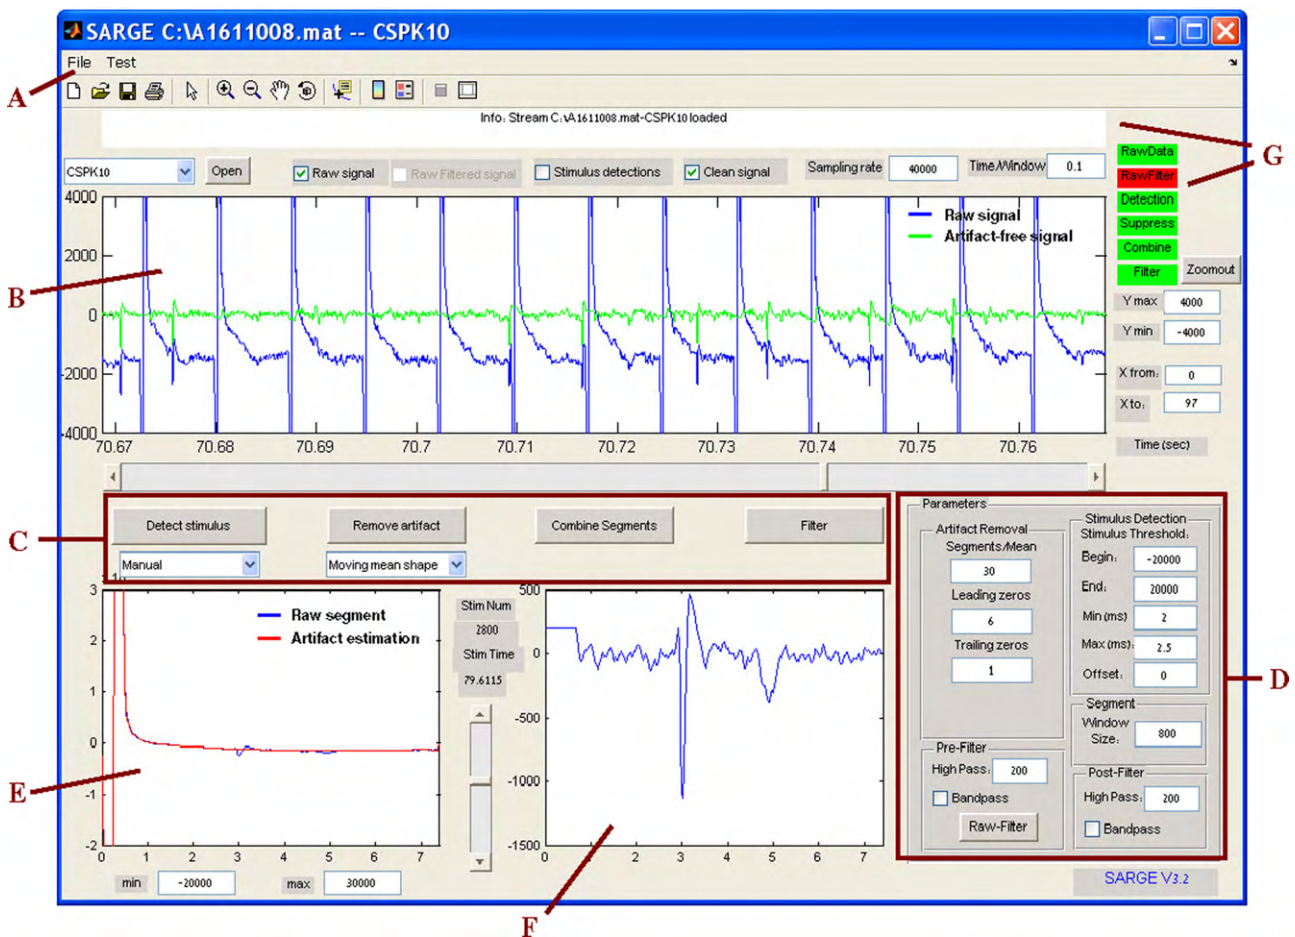 SARGE C:\A1611008.mat -- CSPK10
File Test
A
Info: Stream C:\A1611008.mat-CSPK10 loaded
G
RawData
RawFilter
Detection
Suppress
Combine
Filter
Zoomout
CSPK10
Open
Raw signal
Raw Filtered signal
Stimulus detections
Clean signal
Sampling rate
40000
Time/Window
0.1
4000
2000
0
-2000
-4000
B
Raw signal
Artifact-free signal
Y max
4000
Y min
-4000
X from:
0
X to:
97
Time (sec)
70.67 70.68 70.69 70.7 70.71 70.72 70.73 70.74 70.75 70.76
C
Detect stimulus
Remove artifact
Combine Segments
Filter
Manual
Moving mean shape
D
Parameters
Artifact Removal
Segments/Mean
30
Leading zeros
6
Trailing zeros
1
Stimulus Detection
Stimulus Threshold:
Begin: -20000
End: 20000
Min (ms) 2
Max (ms): 2.5
Offset: 0
Segment
Window
Size:
800
Pre-Filter
High Pass: 200
Bandpass
Raw-Filter
Post-Filter
High Pass: 200
Bandpass
SARGE V3.2
E
3
2
1
0
-1
-2
Raw segment
Artifact estimation
0 1 2 3 4 5 6 7
min -20000 max 30000
Stim Num
2800
Stim Time
79.6115
F
500
0
-500
-1000
-1500
0 1 2 3 4 5 6 7